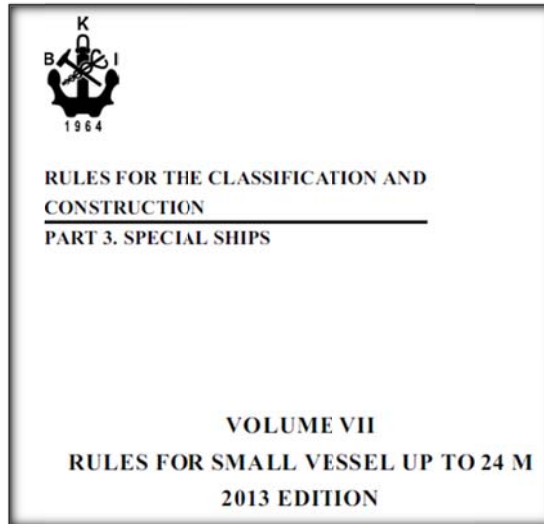 K
B I
1964
RULES FOR THE CLASSIFICATION AND
CONSTRUCTION
PART 3. SPECIAL SHIPS
VOLUME VII
RULES FOR SMALL VESSEL UP TO 24 M
2013 EDITION